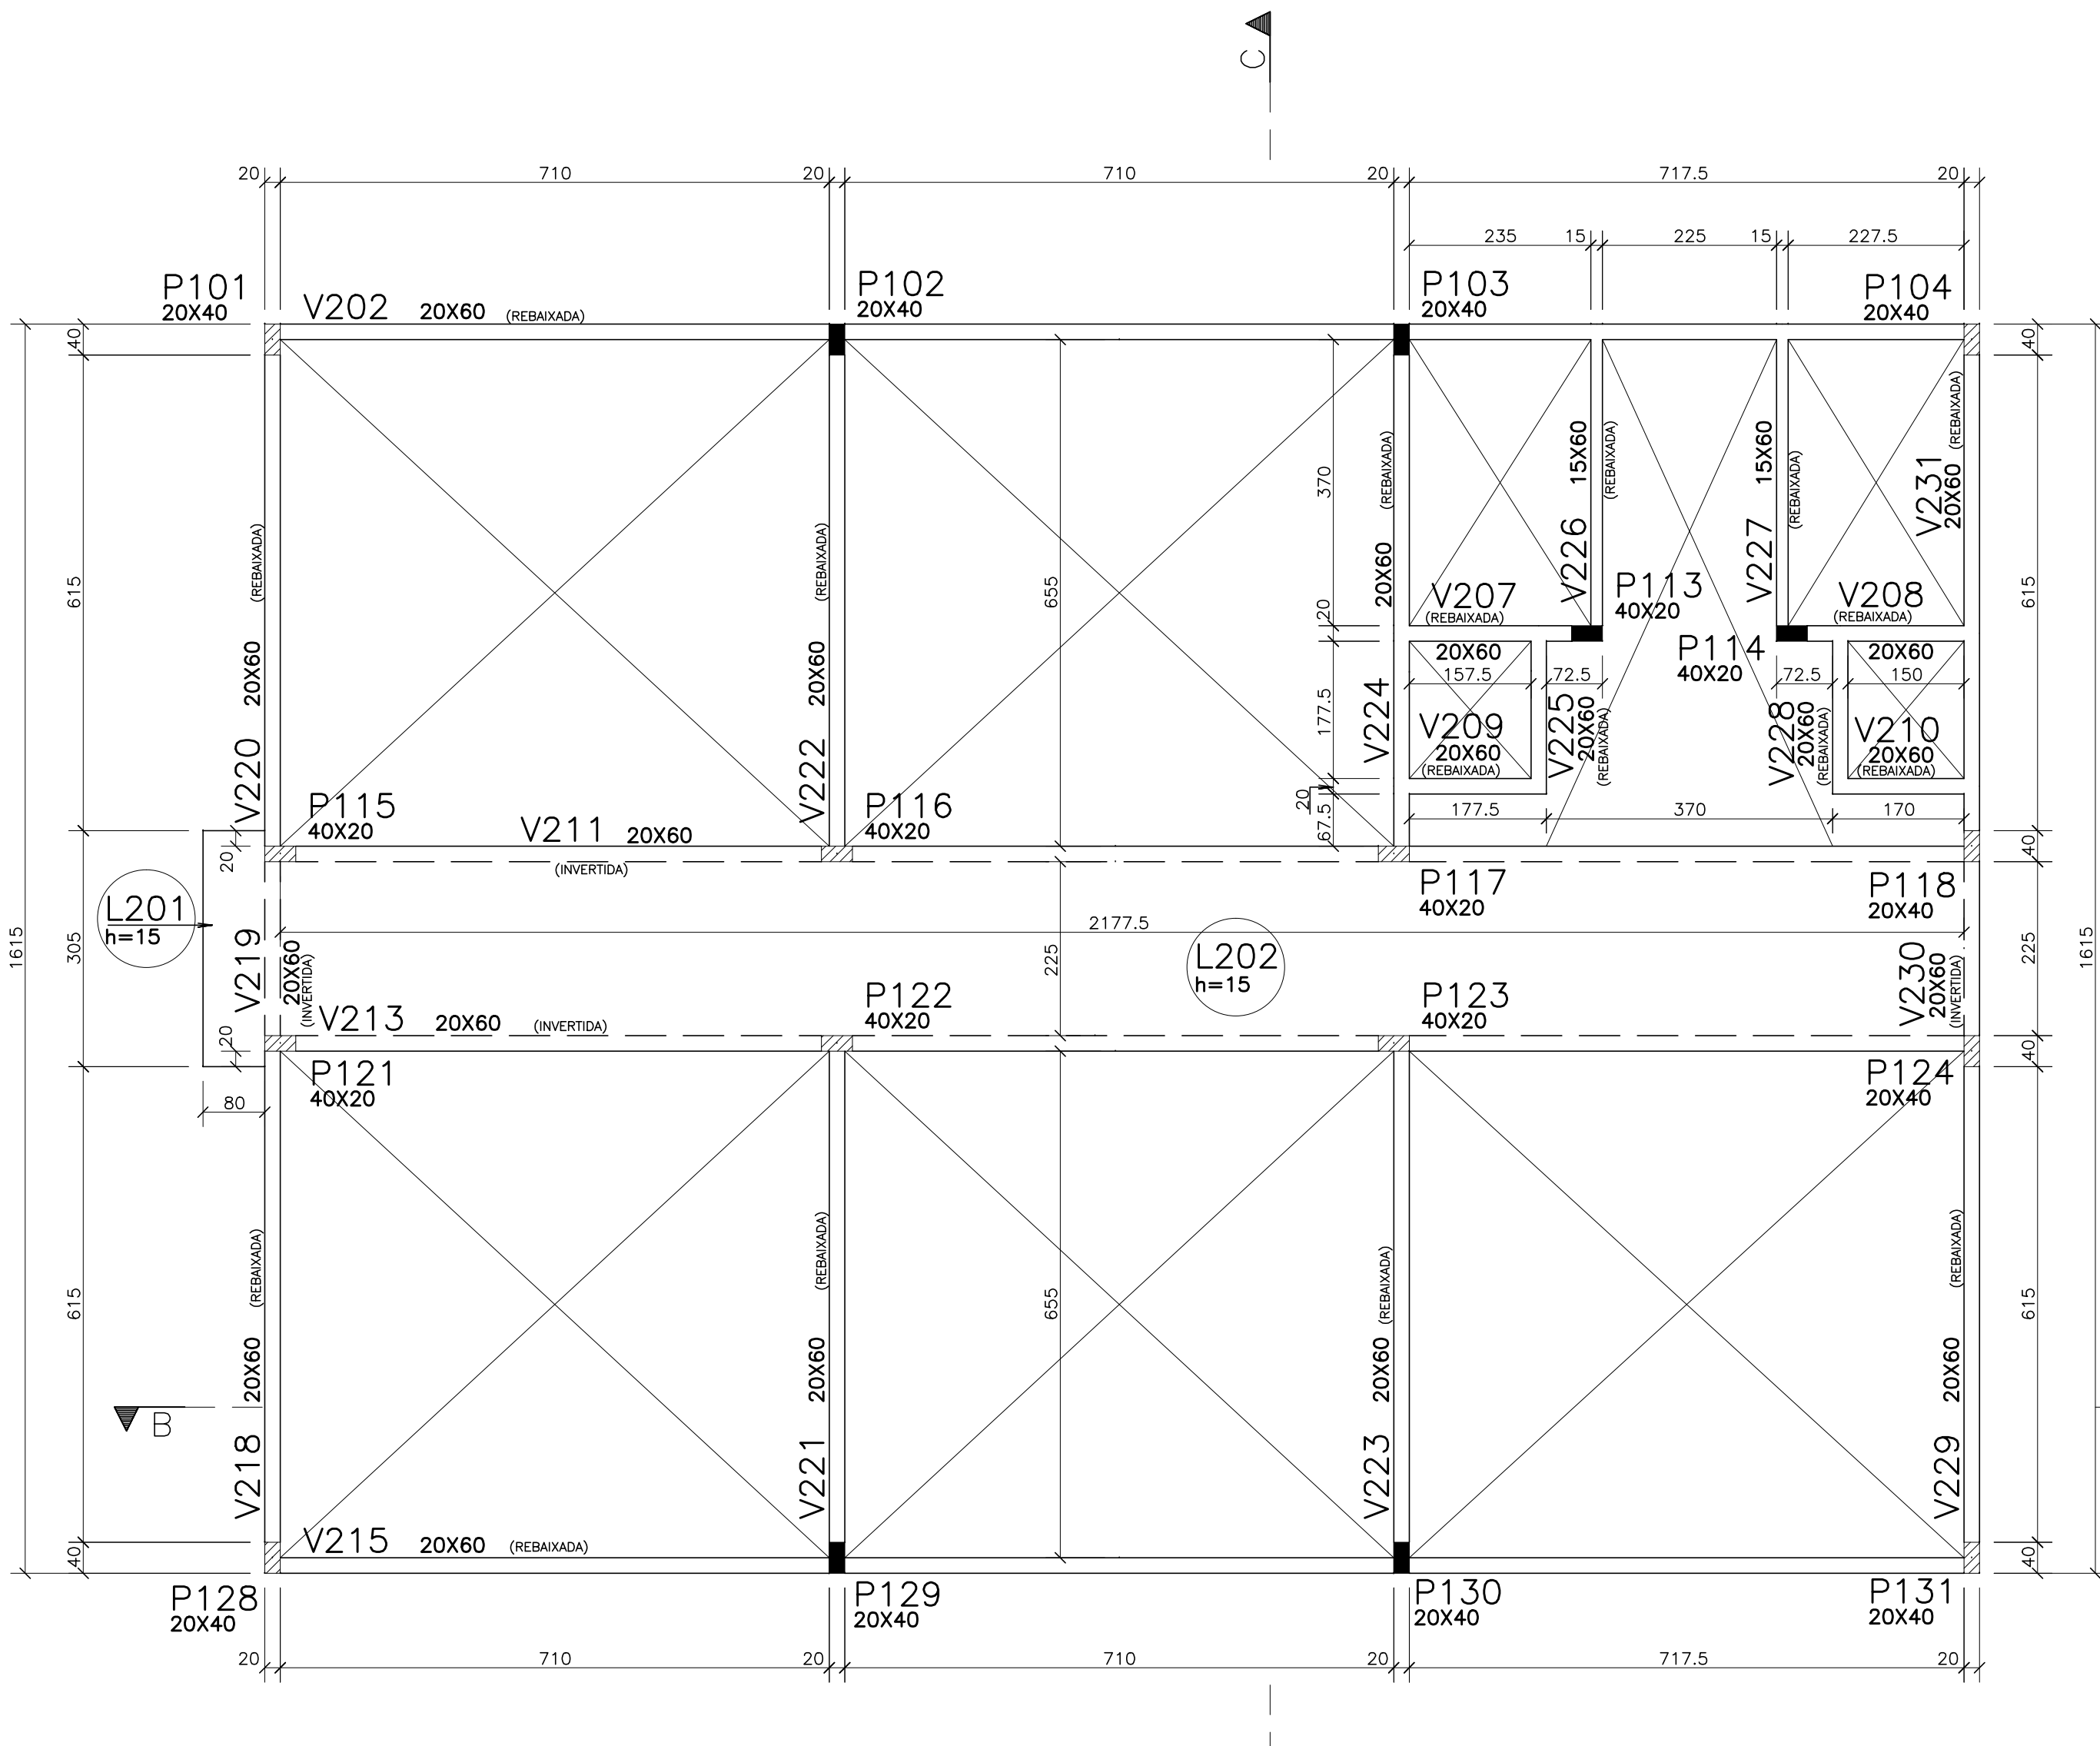 C
20 710 20 710 20 717.5 20
235 15 225 15 227.5
P101
20X40
V202 20X60 (REBAIXADA)
P102
20X40
P103
20X40
P104
20X40
40
615
1615
40
615
1615
(REBAIXADA)
20X60
V220
(REBAIXADA)
20X60
V222
655
370
20
177.5
20
67.5
(REBAIXADA)
20X60
V224
15X60
(REBAIXADA)
V226
15X60
(REBAIXADA)
V227
(REBAIXADA)
V231
20X60
V207
(REBAIXADA)
20X60
P113
40X20
P114
40X20
V208
(REBAIXADA)
20X60
157.5 72.5 72.5 150
V209
20X60
(REBAIXADA)
V225
20X60
(REBAIXADA)
V228
20X60
(REBAIXADA)
V210
20X60
(REBAIXADA)
177.5 370 170
P115
40X20
V211 20X60
(INVERTIDA)
P116
40X20
20
40
L201
h=15
305
V219
20X60
(INVERTIDA)
P117
40X20
P118
20X40
2177.5
225
L202
h=15
V230
20X60
(INVERTIDA)
225
V213 20X60 (INVERTIDA)
P122
40X20
P123
40X20
20
40
80
P121
40X20
P124
20X40
615
655
615
(REBAIXADA)
20X60
V218
(REBAIXADA)
20X60
V221
(REBAIXADA)
20X60
V223
(REBAIXADA)
20X60
V229
B
V215 20X60 (REBAIXADA)
40
40
P128
20X40
P129
20X40
P130
20X40
P131
20X40
20 710 20 710 20 717.5 20